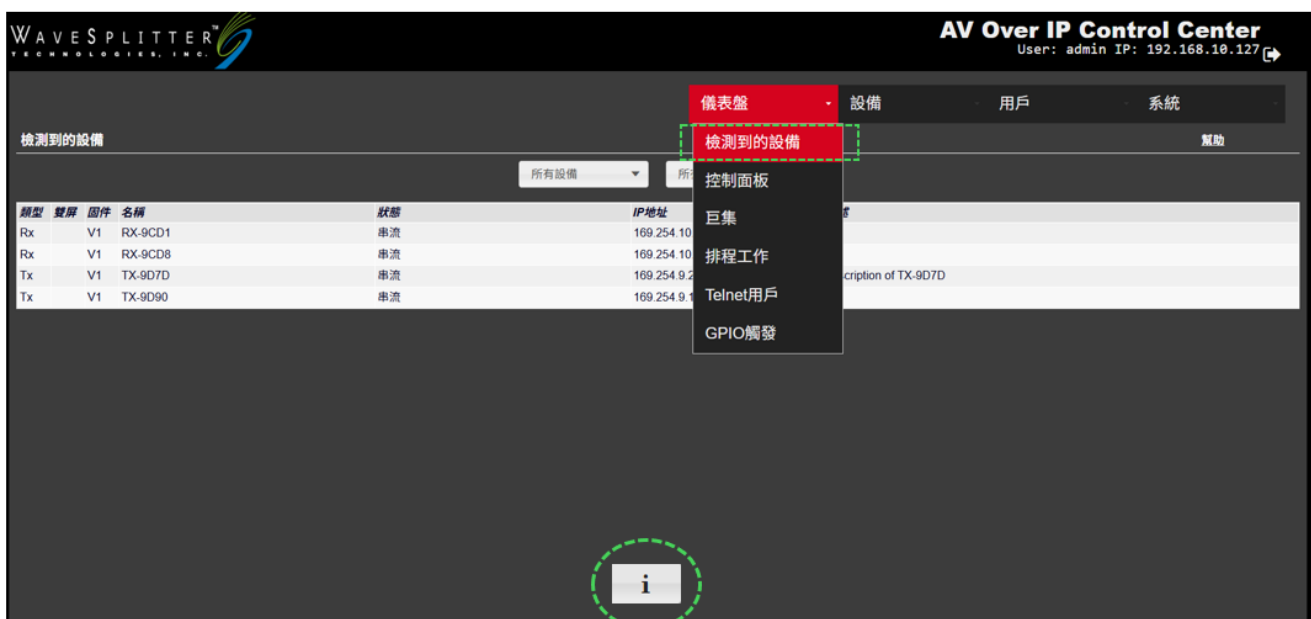 WAVESPLITTER™
TECHNOLOGIES, INC.
AV Over IP Control Center
User: admin IP: 192.168.10.127
儀表盤 設備 用戶 系統
檢測到的設備 幫助
檢測到的設備
控制面板
巨集
排程工作
Telnet用戶
GPIO觸發
所有設備
類型 雙屏 固件 名稱 狀態 IP地址
Rx V1 RX-9CD1 串流 169.254.10
Rx V1 RX-9CD8 串流 169.254.10
Tx V1 TX-9D7D 串流 169.254.9.2 cription of TX-9D7D
Tx V1 TX-9D90 串流 169.254.9.1
i